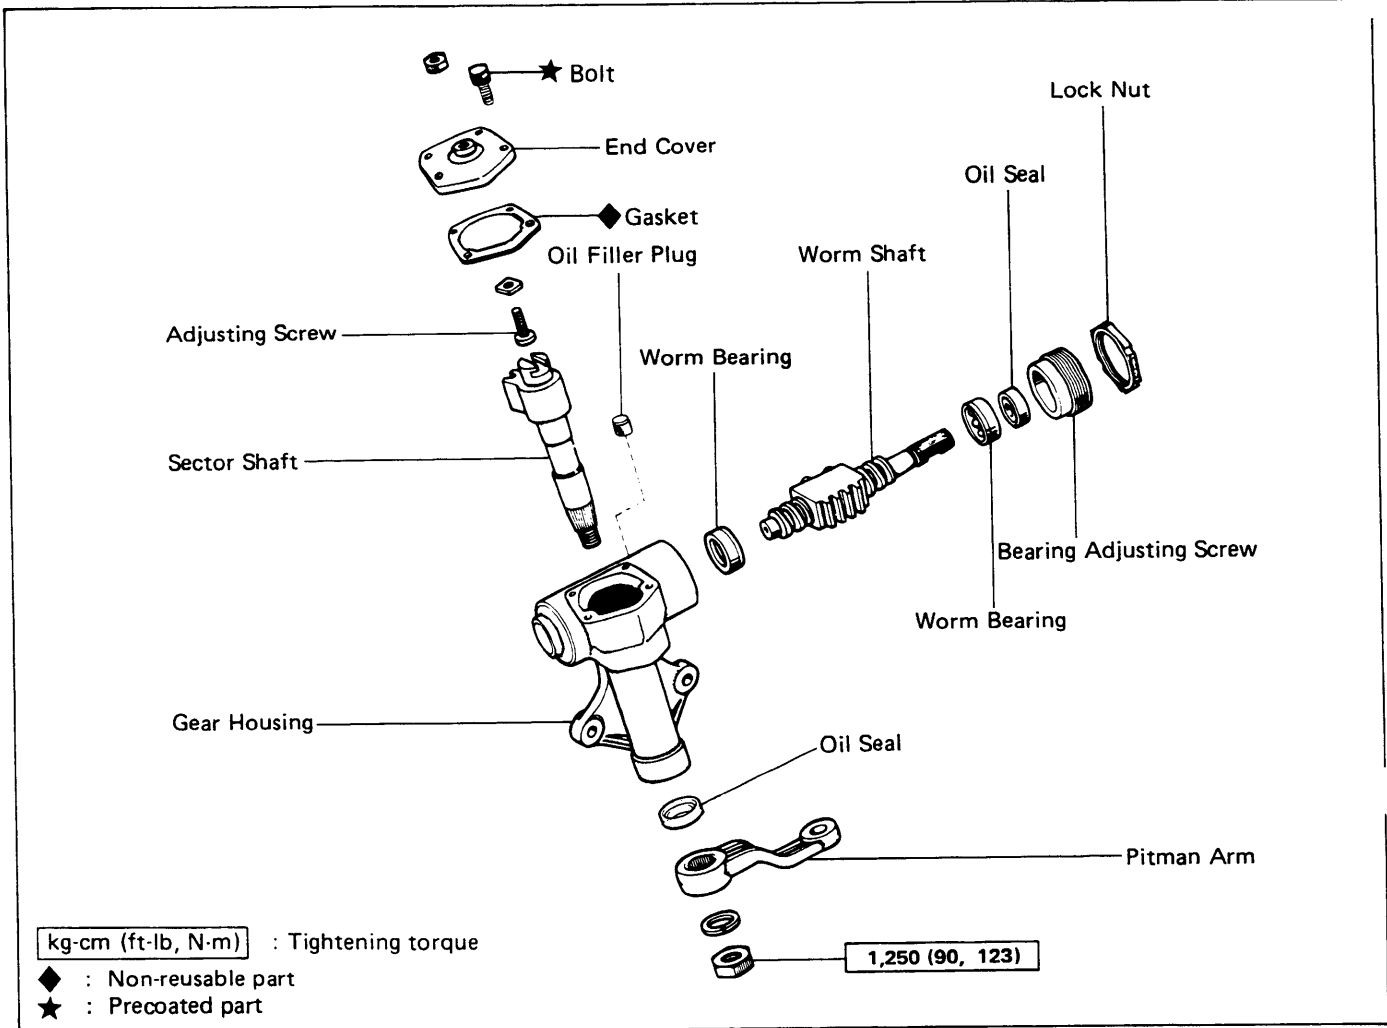 ★ Bolt
Lock Nut
End Cover
Oil Seal
◆ Gasket
Oil Filler Plug
Worm Shaft
Adjusting Screw
Worm Bearing
Sector Shaft
Bearing Adjusting Screw
Worm Bearing
Gear Housing
Oil Seal
Pitman Arm
kg-cm (ft-lb, N·m) : Tightening torque
1,250 (90, 123)
◆ : Non-reusable part
★ : Precoated part